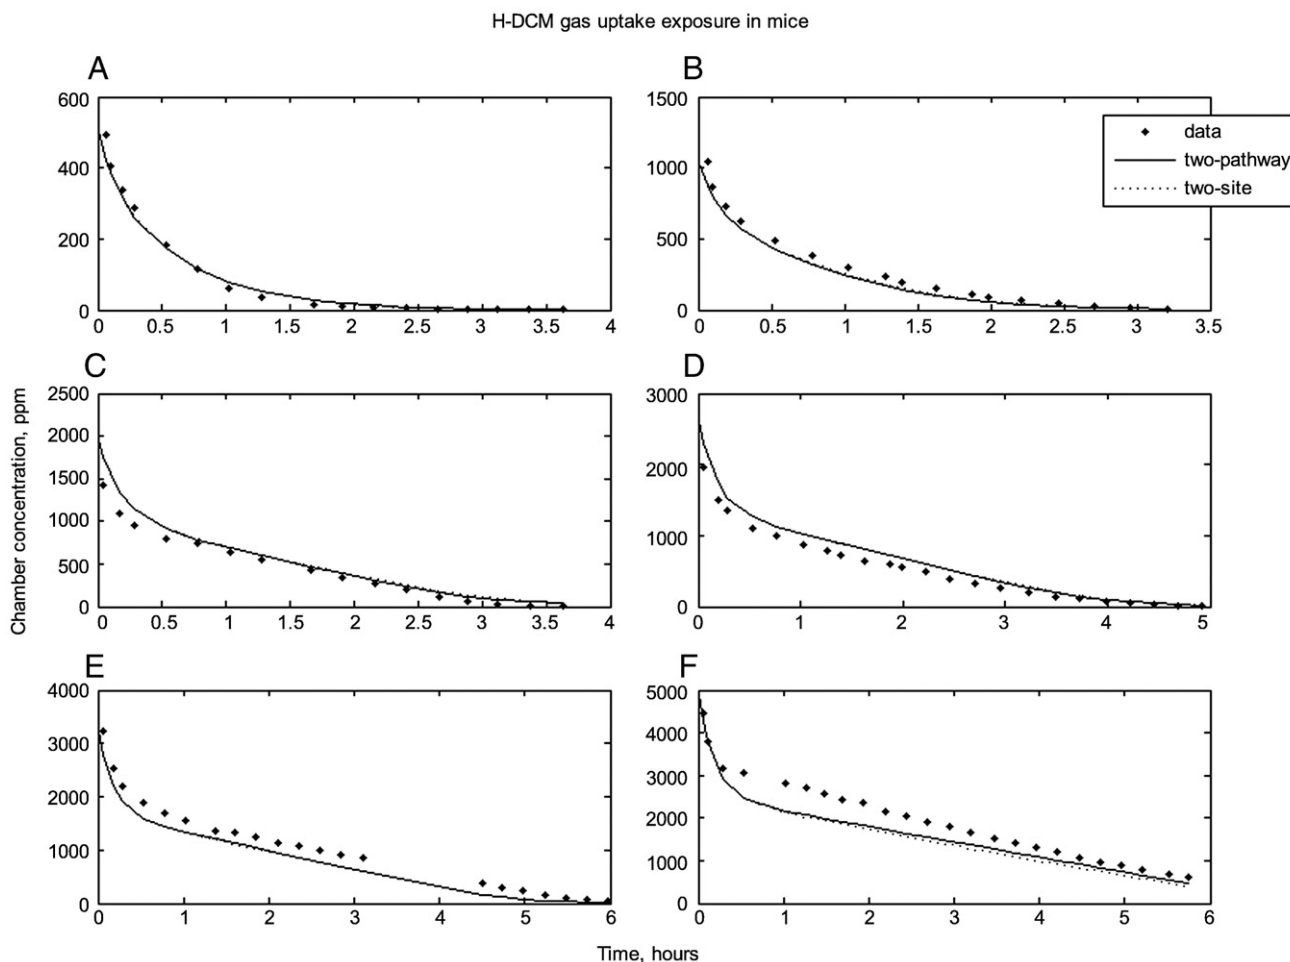 H-DCM gas uptake exposure in mice
A
600
400
200
0
0 0.5 1 1.5 2 2.5 3 3.5 4
B
1500
1000
500
0
0 0.5 1 1.5 2 2.5 3 3.5
data
two-pathway
two-site
Chamber concentration, ppm
C
2500
2000
1500
1000
500
0
0 0.5 1 1.5 2 2.5 3 3.5 4
D
3000
2000
1000
0
0 1 2 3 4 5
E
4000
3000
2000
1000
0
0 1 2 3 4 5 6
F
5000
4000
3000
2000
1000
0
0 1 2 3 4 5 6
Time, hours